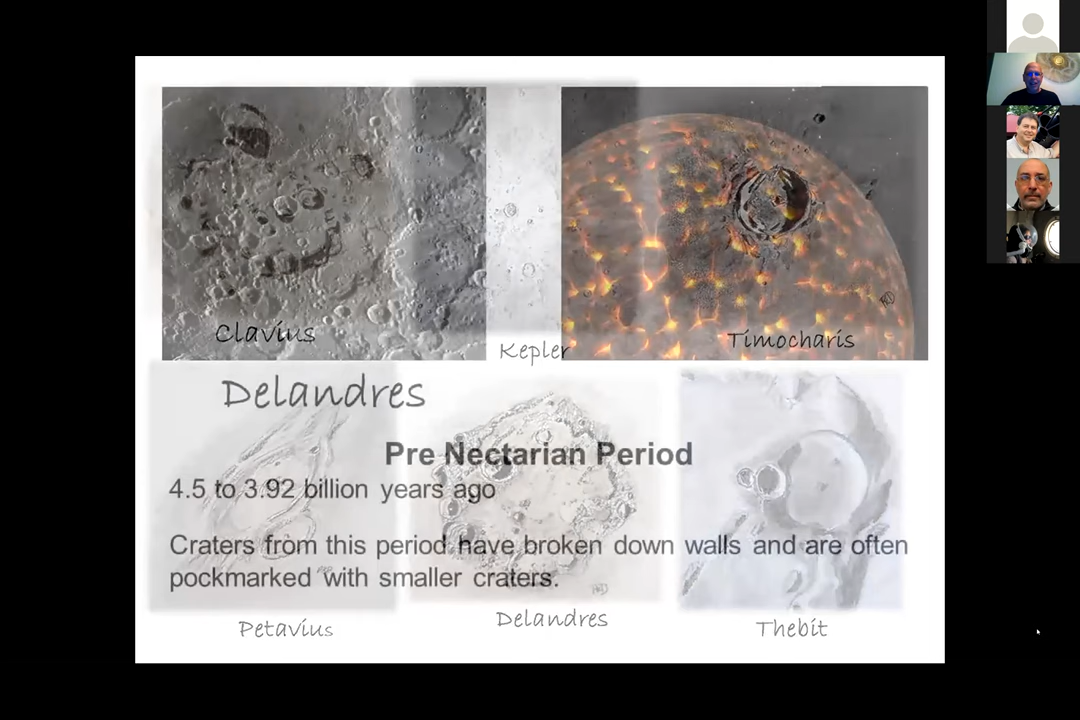 Clavius
Timocharis
Kepler
Delandres
Pre Nectarian Period
4.5 to 3.92 billion years ago
Craters from this period have broken down walls and are often
pockmarked with smaller craters.
Petavius
Delandres
Thebit